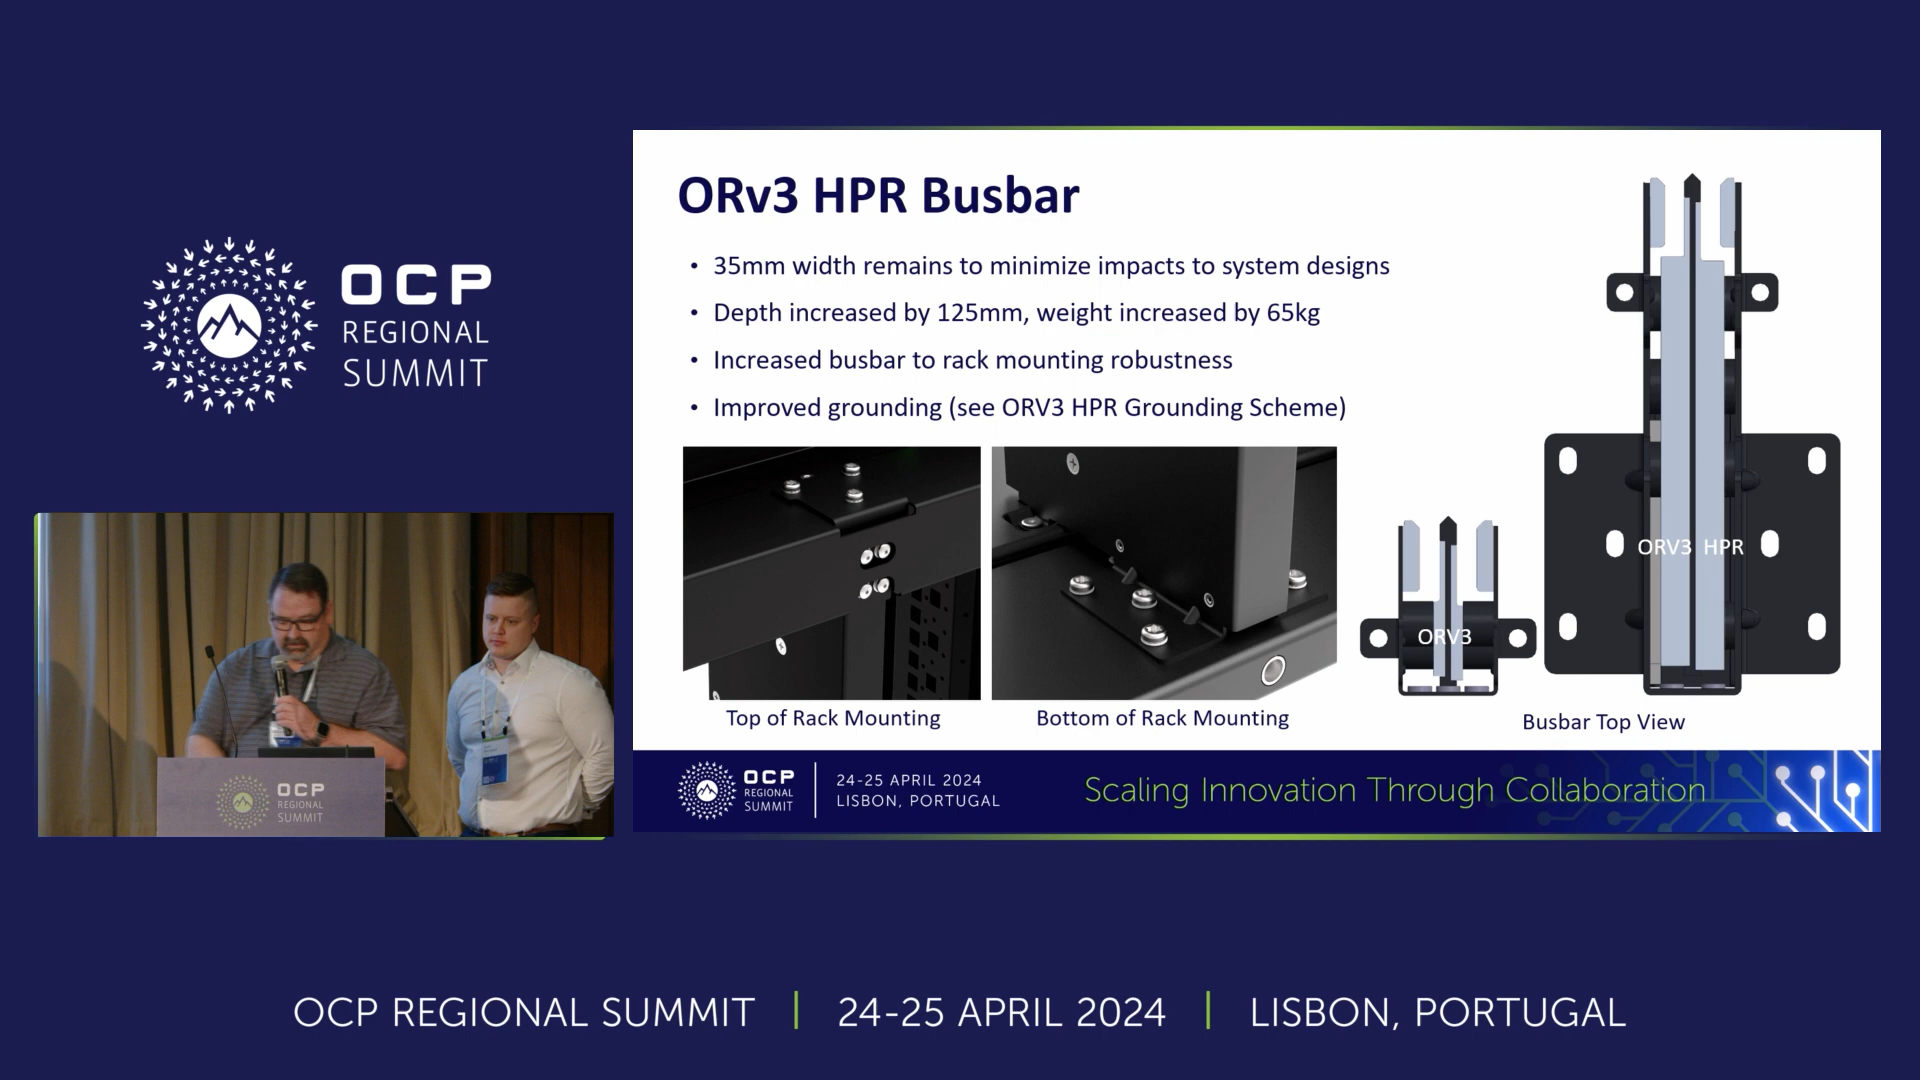 OCP
REGIONAL
SUMMIT
ORv3 HPR Busbar
• 35mm width remains to minimize impacts to system designs
• Depth increased by 125mm, weight increased by 65kg
• Increased busbar to rack mounting robustness
• Improved grounding (see ORV3 HPR Grounding Scheme)
ORV3 HPR
ORV3
Top of Rack Mounting
Bottom of Rack Mounting
Busbar Top View
OCP
REGIONAL
SUMMIT
24-25 APRIL 2024
LISBON, PORTUGAL
Scaling Innovation Through Collaboration
OCP
REGIONAL
SUMMIT
OCP REGIONAL SUMMIT | 24-25 APRIL 2024 | LISBON, PORTUGAL